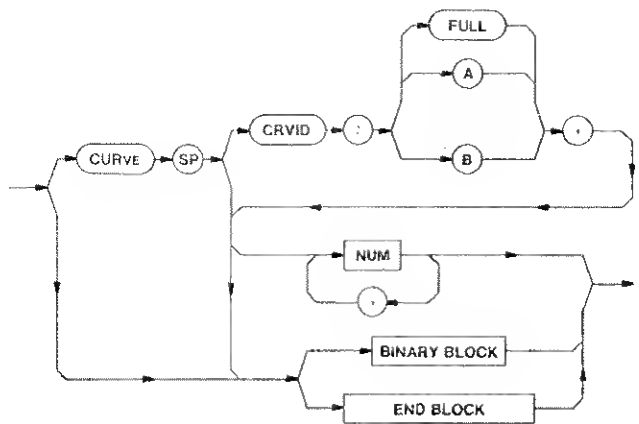 FULL
A
CRVID :
B
,
CURVE SP
NUM
,
BINARY BLOCK
END BLOCK